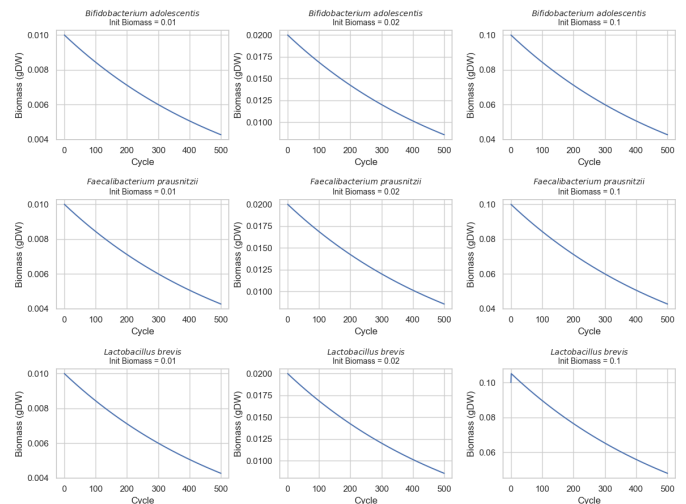 Bifidobacterium adolescentis
Init Biomass = 0.01
Biomass (gDW)
0.010
0.008
0.006
0.004
0 100 200 300 400 500
Cycle
Bifidobacterium adolescentis
Init Biomass = 0.02
Biomass (gDW)
0.0200
0.0175
0.0150
0.0125
0.0100
0 100 200 300 400 500
Cycle
Bifidobacterium adolescentis
Init Biomass = 0.1
Biomass (gDW)
0.10
0.08
0.06
0.04
0 100 200 300 400 500
Cycle
Faecalibacterium prausnitzii
Init Biomass = 0.01
Biomass (gDW)
0.010
0.008
0.006
0.004
0 100 200 300 400 500
Cycle
Faecalibacterium prausnitzii
Init Biomass = 0.02
Biomass (gDW)
0.0200
0.0175
0.0150
0.0125
0.0100
0 100 200 300 400 500
Cycle
Faecalibacterium prausnitzii
Init Biomass = 0.1
Biomass (gDW)
0.10
0.08
0.06
0.04
0 100 200 300 400 500
Cycle
Lactobacillus brevis
Init Biomass = 0.01
Biomass (gDW)
0.010
0.008
0.006
0.004
0 100 200 300 400 500
Cycle
Lactobacillus brevis
Init Biomass = 0.02
Biomass (gDW)
0.0200
0.0175
0.0150
0.0125
0.0100
0 100 200 300 400 500
Cycle
Lactobacillus brevis
Init Biomass = 0.1
Biomass (gDW)
0.10
0.08
0.06
0 100 200 300 400 500
Cycle